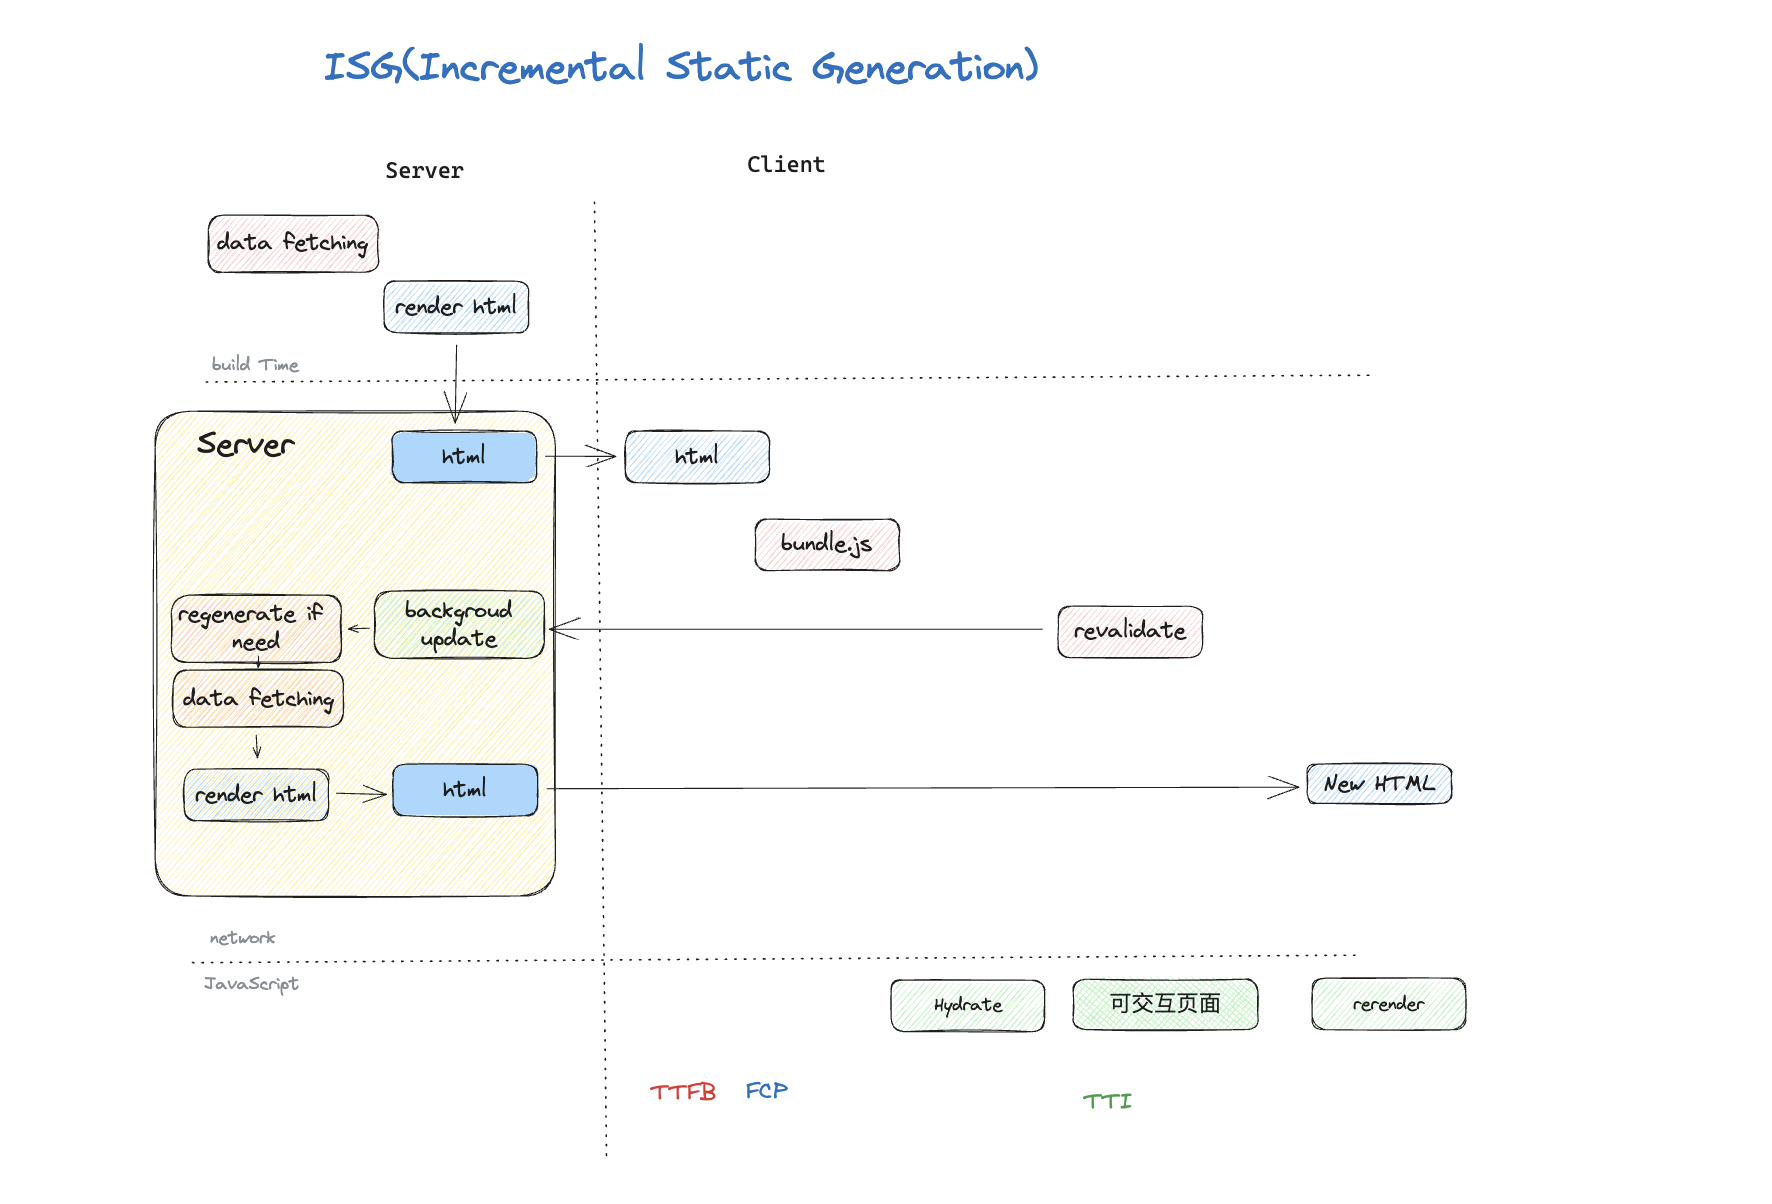 ISG(Incremental Static Generation)
Server
Client
data fetching
render html
build Time
Server
html
html
bundle.js
regenerate if
need
backgroud
update
revalidate
data fetching
render html
html
New HTML
network
JavaScript
Hydrate
可交互页面
rerender
TTFB
FCP
TTI